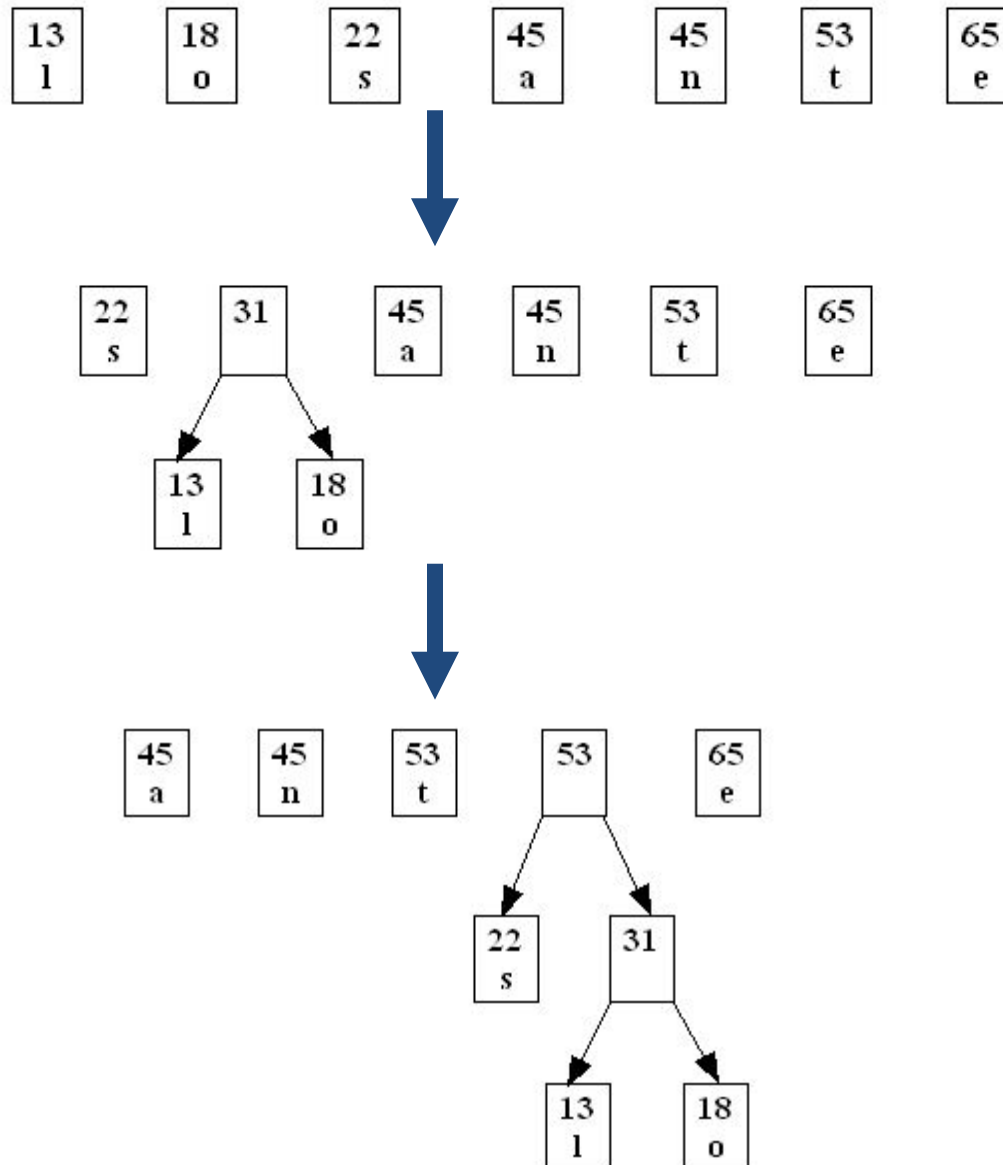 13 18 22 45 45 53 65
l o s a n t e
22 31 45 45 53 65
s a n t e
13 18
l o
45 45 53 53 65
a n t e
22 31
s
13 18
l o